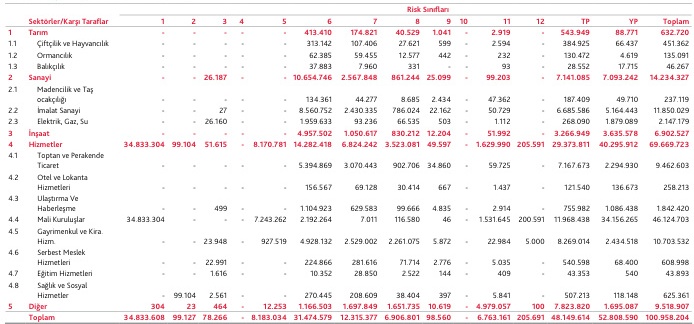 Risk Sınıfları
Sektörler/Karşı Taraflar 1 2 3 4 5 6 7 8 9 10 11 12 TP YP Toplam
1 Tarım - - - - - 413.410 174.821 40.529 1.041 - 2.919 - 543.949 88.771 632.720
1.1 Çiftçilik ve Hayvancılık - - - - - 313.142 107.406 27.621 599 - 2.594 - 384.925 66.437 451.362
1.2 Ormancılık - - - - - 62.385 59.455 12.577 442 - 232 - 130.472 4.619 135.091
1.3 Balıkçılık - - - - - 37.883 7.960 331 - - 93 - 28.552 17.715 46.267
2 Sanayi - - 26.187 - - 10.654.746 2.567.848 861.244 25.099 - 99.203 - 7.141.085 7.093.242 14.234.327
2.1 Madencilik ve Taş
ocakçılığı - - - - - 134.361 44.277 8.685 2.434 - 47.362 - 187.409 49.710 237.119
2.2 İmalat Sanayi - - 27 - - 8.560.752 2.430.335 786.024 22.162 - 50.729 - 6.685.586 5.164.443 11.850.029
2.3 Elektrik, Gaz, Su - - 26.160 - - 1.959.633 93.236 66.535 503 - 1.112 - 268.090 1.879.089 2.147.179
3 İnşaat - - - - - 4.957.502 1.050.617 830.212 12.204 - 51.992 - 3.266.949 3.635.578 6.902.527
4 Hizmetler 34.833.304 99.104 51.615 - 8.170.781 14.282.418 6.824.242 3.523.081 49.597 - 1.629.990 205.591 29.373.811 40.295.912 69.669.723
4.1 Toptan ve Perakende
Ticaret - - - - - 5.394.869 3.070.443 902.706 34.860 - 59.725 - 7.167.673 2.294.930 9.462.603
4.2 Otel ve Lokanta
Hizmetleri - - - - - 156.567 69.128 30.414 667 - 1.437 - 121.540 136.673 258.213
4.3 Ulaştırma Ve
Haberleşme - - 499 - - 1.104.923 629.583 99.666 4.835 - 2.914 - 755.982 1.086.438 1.842.420
4.4 Mali Kuruluşlar 34.833.304 - - - 7.243.262 2.192.264 7.011 116.580 46 - 1.531.645 200.591 11.968.438 34.156.265 46.124.703
4.5 Gayrimenkul ve Kira.
Hizm. - - 23.948 - 927.519 4.928.132 2.529.002 2.261.075 5.872 - 22.984 5.000 8.269.014 2.434.518 10.703.532
4.6 Serbest Meslek
Hizmetleri - - 22.991 - - 224.866 281.616 71.714 2.776 - 5.035 - 540.598 68.400 608.998
4.7 Eğitim Hizmetleri - - 1.616 - - 10.352 28.850 2.522 144 - 409 - 43.353 540 43.893
4.8 Sağlık ve Sosyal
Hizmetler - 99.104 2.561 - - 270.445 208.609 38.404 397 - 5.841 - 507.213 118.148 625.361
5 Diğer 304 23 464 - 12.253 1.166.503 1.697.849 1.651.735 10.619 - 4.979.057 100 7.823.820 1.695.087 9.518.907
Toplam 34.833.608 99.127 78.266 - 8.183.034 31.474.579 12.315.377 6.906.801 98.560 - 6.763.161 205.691 48.149.614 52.808.590 100.958.204